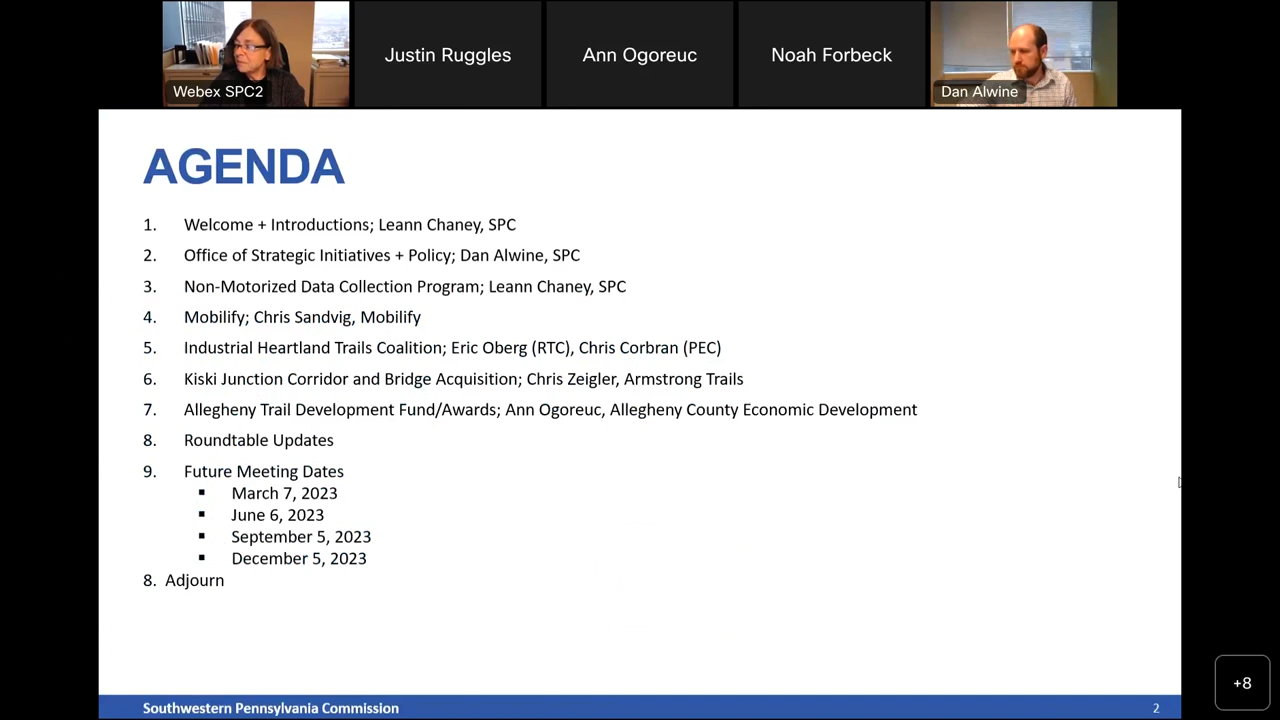 Webex SPC2
Justin Ruggles
Ann Ogoreuc
Noah Forbeck
Dan Alwine
AGENDA
1. Welcome + Introductions; Leann Chaney, SPC
2. Office of Strategic Initiatives + Policy; Dan Alwine, SPC
3. Non-Motorized Data Collection Program; Leann Chaney, SPC
4. Mobilify; Chris Sandvig, Mobilify
5. Industrial Heartland Trails Coalition; Eric Oberg (RTC), Chris Corbran (PEC)
6. Kiski Junction Corridor and Bridge Acquisition; Chris Zeigler, Armstrong Trails
7. Allegheny Trail Development Fund/Awards; Ann Ogoreuc, Allegheny County Economic Development
8. Roundtable Updates
9. Future Meeting Dates
▪ March 7, 2023
▪ June 6, 2023
▪ September 5, 2023
▪ December 5, 2023
8. Adjourn
Southwestern Pennsylvania Commission
2
+8